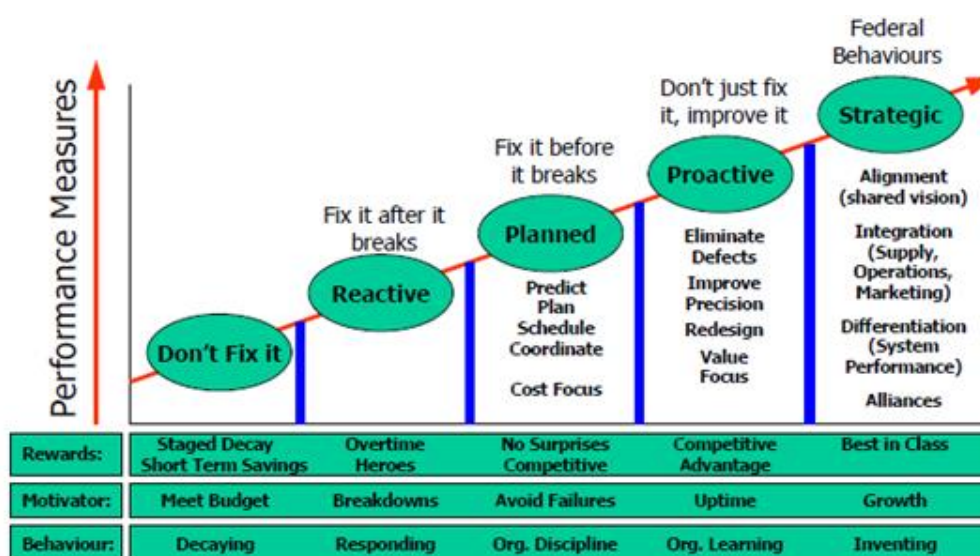 Performance Measures
Don't Fix it
Fix it after it
breaks
Reactive
Fix it before
it breaks
Planned
Predict
Plan
Schedule
Coordinate
Cost Focus
Don't just fix
it, improve it
Proactive
Eliminate
Defects
Improve
Precision
Redesign
Value
Focus
Federal
Behaviours
Strategic
Alignment
(shared vision)
Integration
(Supply,
Operations,
Marketing)
Differentiation
(System
Performance)
Alliances
Rewards: Staged Decay Short Term Savings Overtime Heroes No Surprises Competitive Competitive Advantage Best in Class
Motivator: Meet Budget Breakdowns Avoid Failures Uptime Growth
Behaviour: Decaying Responding Org. Discipline Org. Learning Inventing